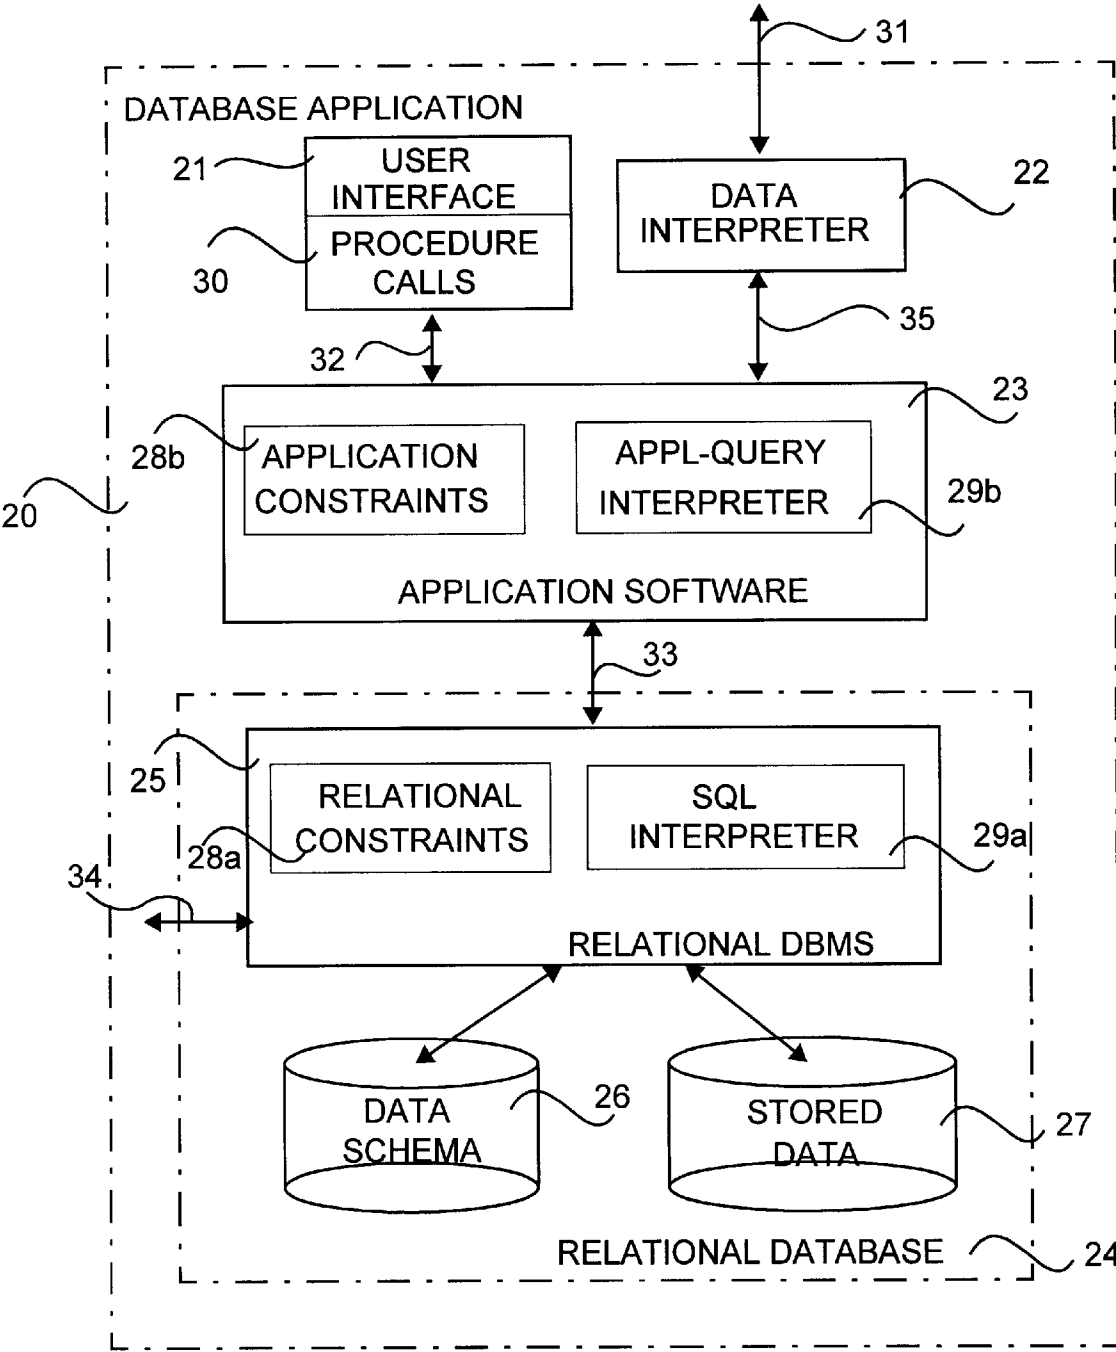 31
DATABASE APPLICATION
21
USER
INTERFACE
30
PROCEDURE
CALLS
DATA
INTERPRETER
22
32
35
23
28b
APPLICATION
CONSTRAINTS
APPL-QUERY
INTERPRETER
29b
20
APPLICATION SOFTWARE
33
25
RELATIONAL
CONSTRAINTS
28a
SQL
INTERPRETER
29a
34
RELATIONAL DBMS
DATA
SCHEMA
26
STORED
DATA
27
RELATIONAL DATABASE
24